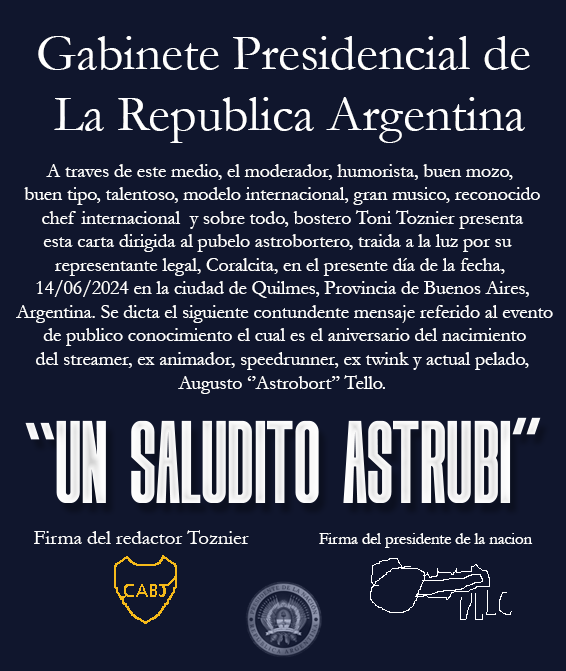 Gabinete Presidencial de
La Republica Argentina
A traves de este medio, el moderador, humorista, buen mozo,
buen tipo, talentoso, modelo internacional, gran musico, reconocido
chef internacional y sobre todo, bostero Toni Toznier presenta
esta carta dirigida al pubelo astrobortero, traida a la luz por su
representante legal, Coralcita, en el presente día de la fecha,
14/06/2024 en la ciudad de Quilmes, Provincia de Buenos Aires,
Argentina. Se dicta el siguiente contundente mensaje referido al evento
de publico conocimiento el cual es el aniversario del nacimiento
del streamer, ex animador, speedrunner, ex twink y actual pelado,
Augusto “Astrobort” Tello.
“UN SALUDITO ASTRUBI”
Firma del redactor Toznier
Firma del presidente de la nacion
CABJ